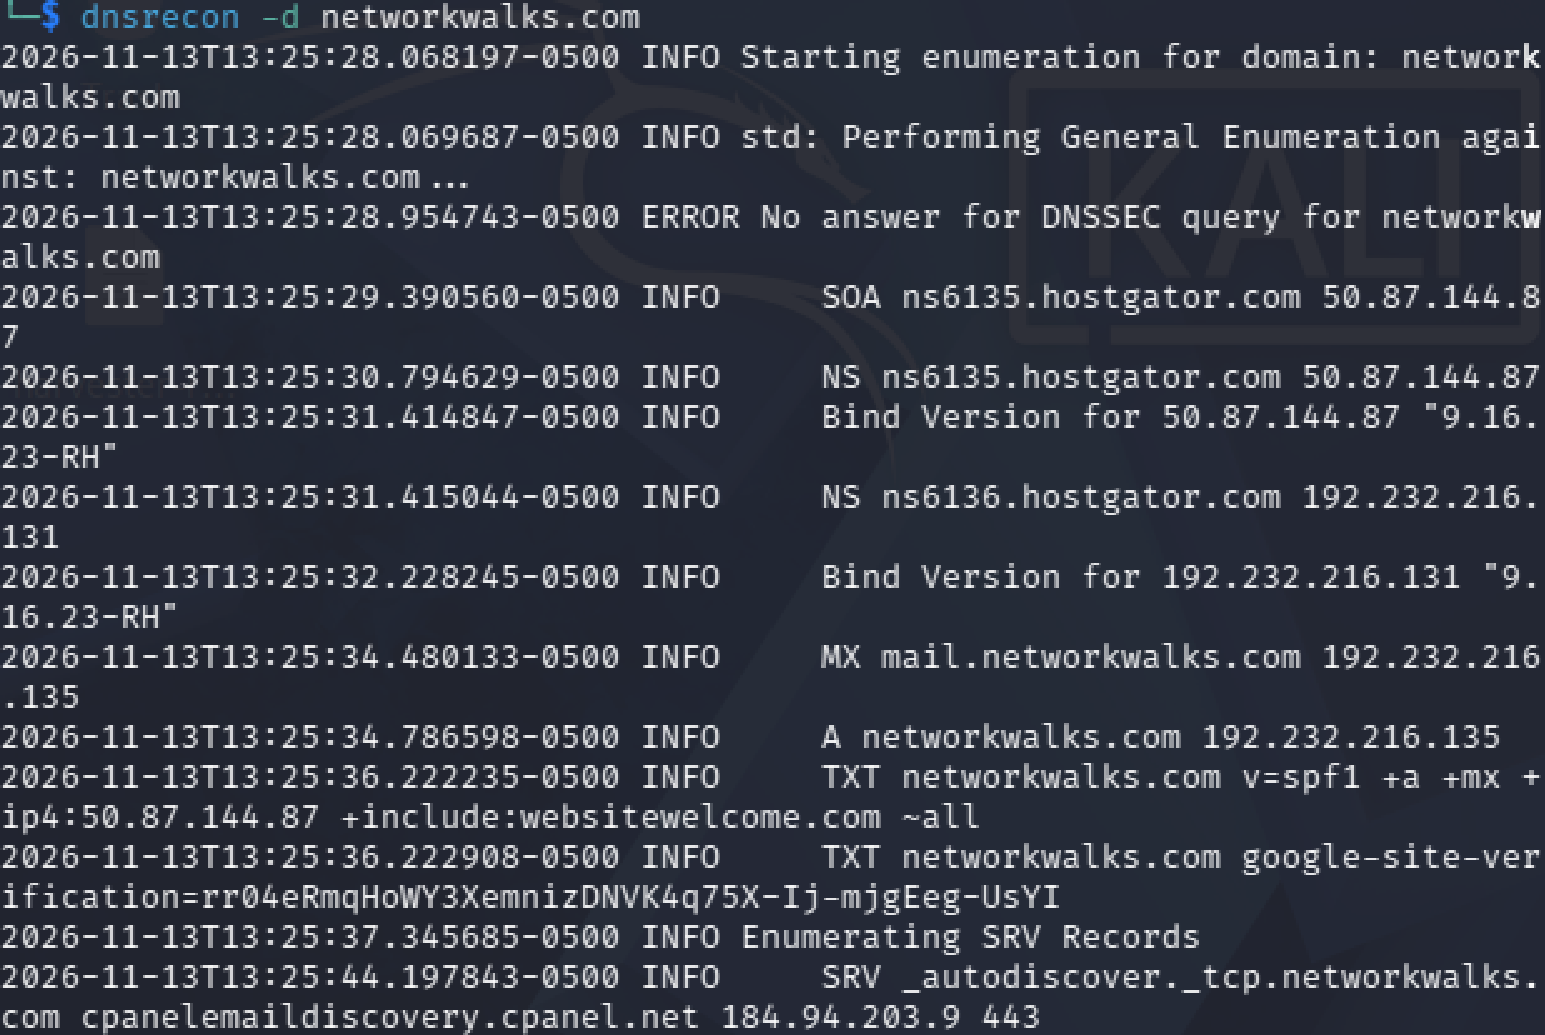 └─$ dnsrecon -d networkwalks.com
2026-11-13T13:25:28.068197-0500 INFO Starting enumeration for domain: network
walks.com
2026-11-13T13:25:28.069687-0500 INFO std: Performing General Enumeration agai
nst: networkwalks.com...
2026-11-13T13:25:28.954743-0500 ERROR No answer for DNSSEC query for networkw
alks.com
2026-11-13T13:25:29.390560-0500 INFO     SOA ns6135.hostgator.com 50.87.144.8
7
2026-11-13T13:25:30.794629-0500 INFO     NS ns6135.hostgator.com 50.87.144.87
2026-11-13T13:25:31.414847-0500 INFO     Bind Version for 50.87.144.87 "9.16.
23-RH"
2026-11-13T13:25:31.415044-0500 INFO     NS ns6136.hostgator.com 192.232.216.
131
2026-11-13T13:25:32.228245-0500 INFO     Bind Version for 192.232.216.131 "9.
16.23-RH"
2026-11-13T13:25:34.480133-0500 INFO     MX mail.networkwalks.com 192.232.216
.135
2026-11-13T13:25:34.786598-0500 INFO     A networkwalks.com 192.232.216.135
2026-11-13T13:25:36.222235-0500 INFO     TXT networkwalks.com v=spf1 +a +mx +
ip4:50.87.144.87 +include:websitewelcome.com ~all
2026-11-13T13:25:36.222908-0500 INFO     TXT networkwalks.com google-site-ver
ification=rr04eRmqHoWY3XemnizDNVK4q75X-Ij-mjgEeg-UsYI
2026-11-13T13:25:37.345685-0500 INFO Enumerating SRV Records
2026-11-13T13:25:44.197843-0500 INFO     SRV _autodiscover._tcp.networkwalks.
com cpanelemaildiscovery.cpanel.net 184.94.203.9 443
KALI